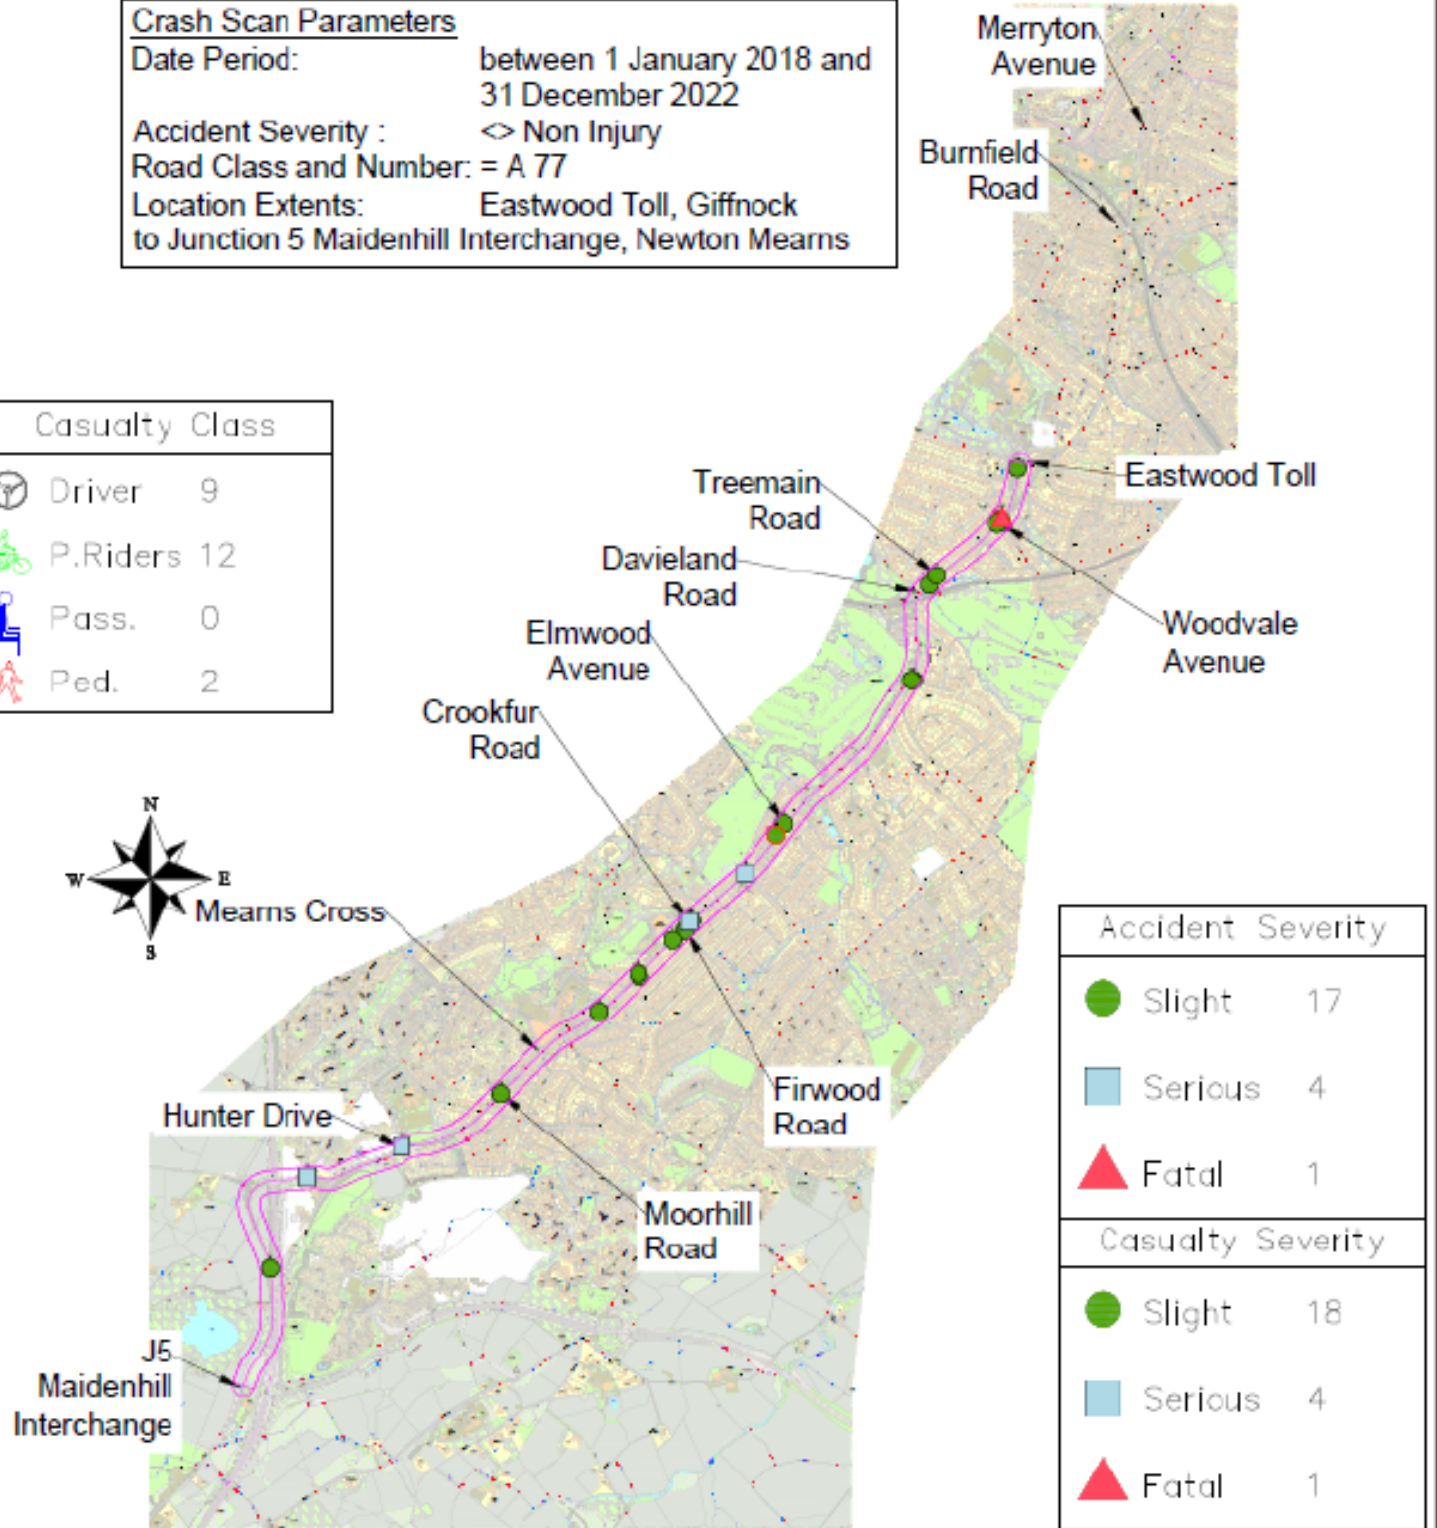 Crash Scan Parameters
Date Period: between 1 January 2018 and
31 December 2022
Accident Severity : <> Non Injury
Road Class and Number: = A 77
Location Extents: Eastwood Toll, Giffnock
to Junction 5 Maidenhill Interchange, Newton Mearns
Merryton
Avenue
Burnfield
Road
Casualty Class
Driver 9
P.Riders 12
Pass. 0
Ped. 2
Eastwood Toll
Treemain
Road
Davieland
Road
Woodvale
Avenue
Elmwood
Avenue
Crookfur
Road
N
W E
S
Mearns Cross
Firwood
Road
Hunter Drive
Moorhill
Road
J5
Maidenhill
Interchange
Accident Severity
Slight 17
Serious 4
Fatal 1
Casualty Severity
Slight 18
Serious 4
Fatal 1